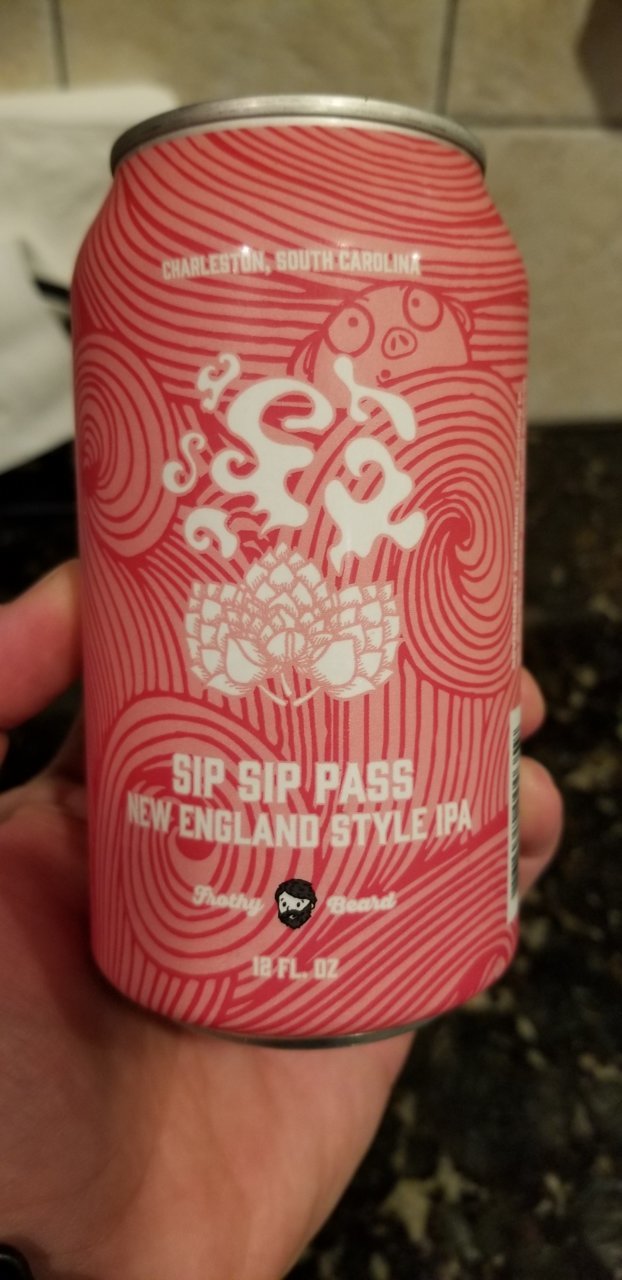 CHARLESTON, SOUTH CAROLINA
SIP SIP PASS
NEW ENGLAND STYLE IPA
Frothy Beard
12 FL. OZ